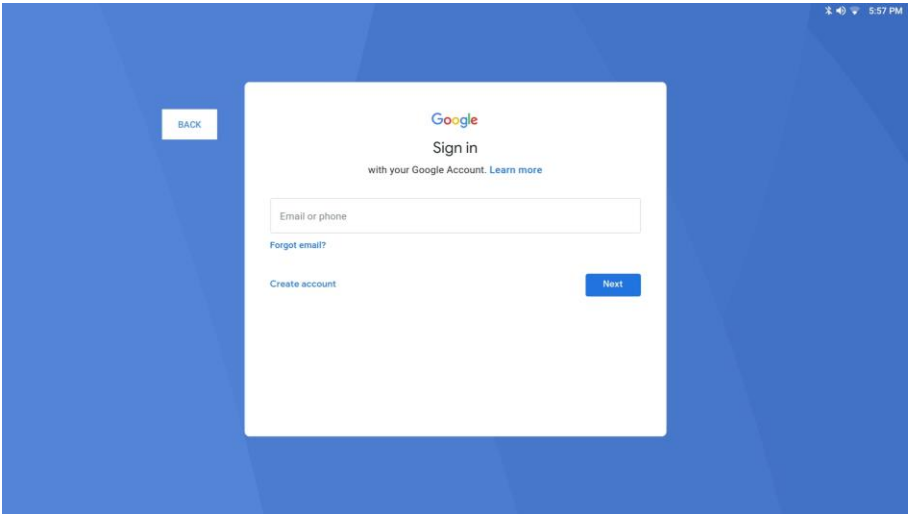 5:57 PM
BACK
Google
Sign in
with your Google Account. Learn more
Email or phone
Forgot email?
Create account
Next